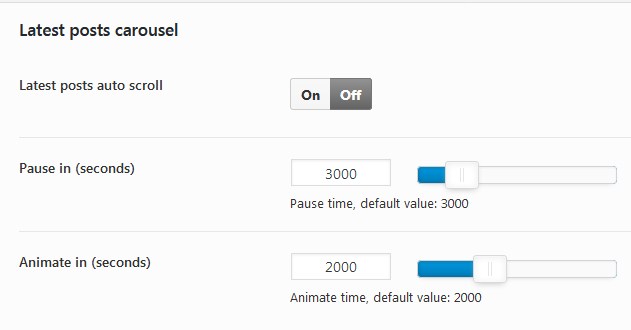 Latest posts carousel
Latest posts auto scroll
On Off
Pause in (seconds)
3000
Pause time, default value: 3000
Animate in (seconds)
2000
Animate time, default value: 2000